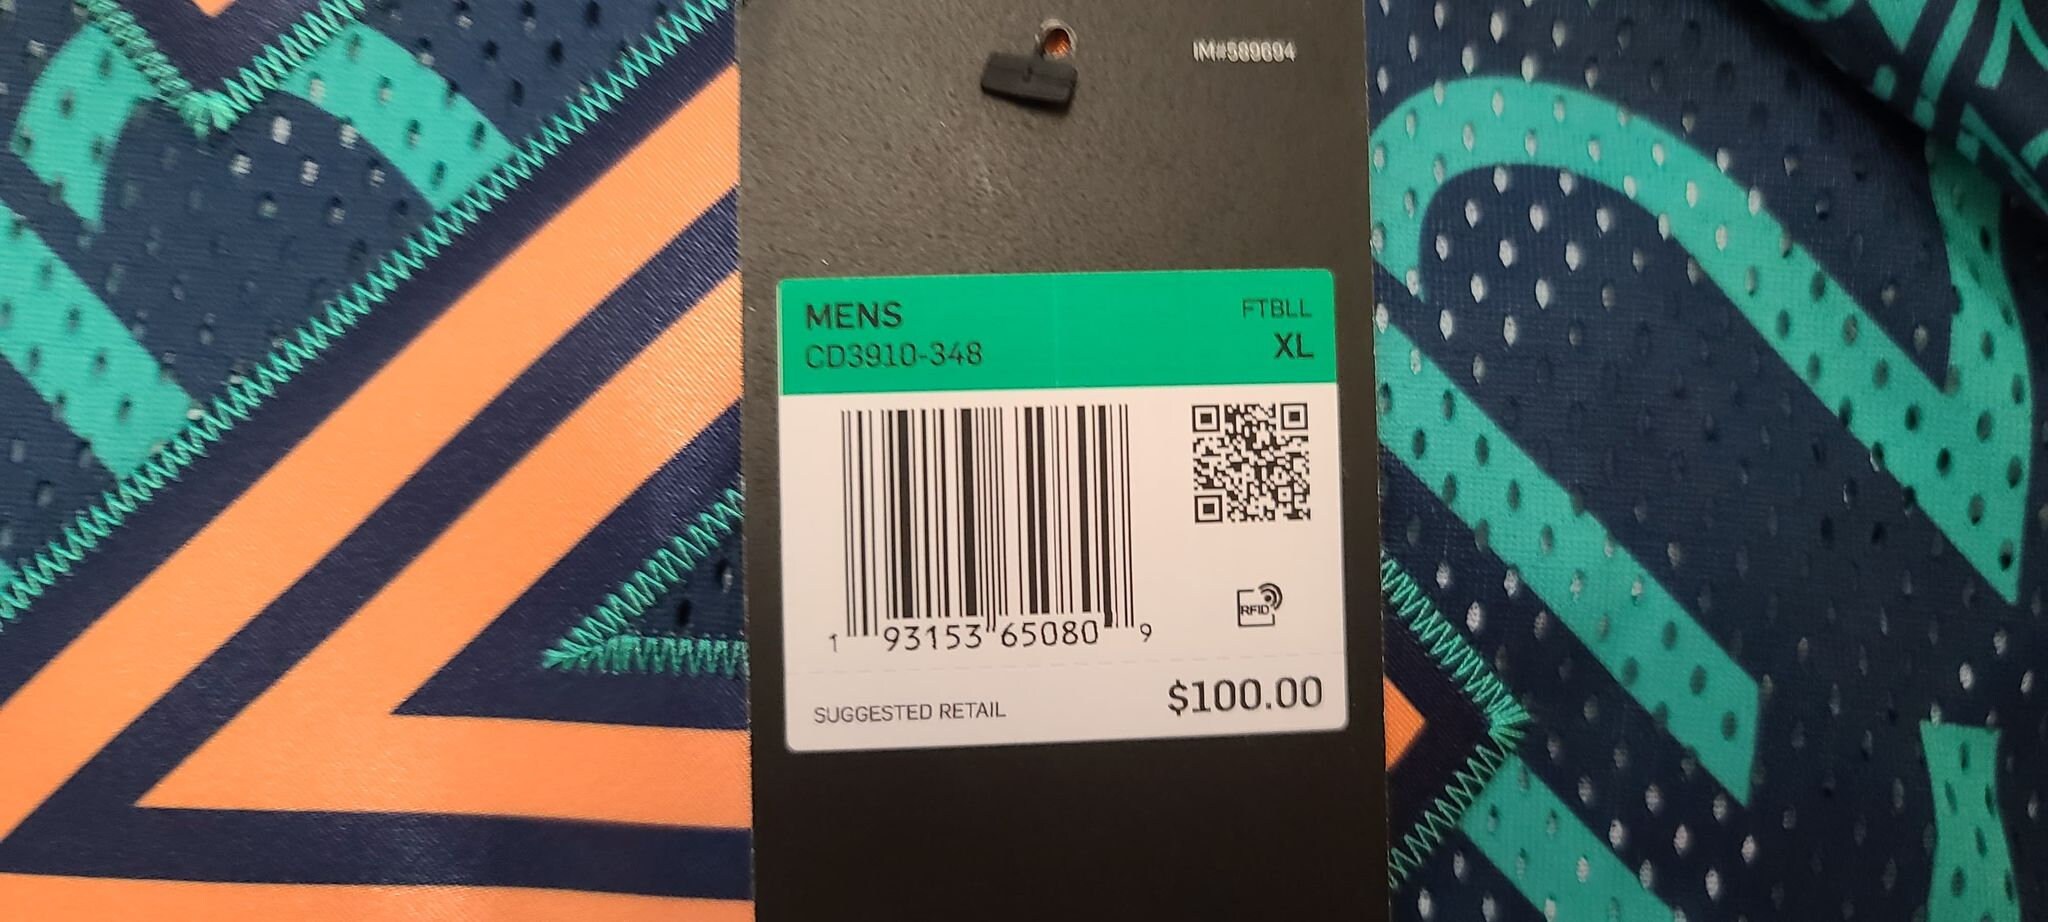 IM#589694
MENS
FTBLL
CD3910-348
XL
RFID
1 93153 65080 9
SUGGESTED RETAIL
$100.00